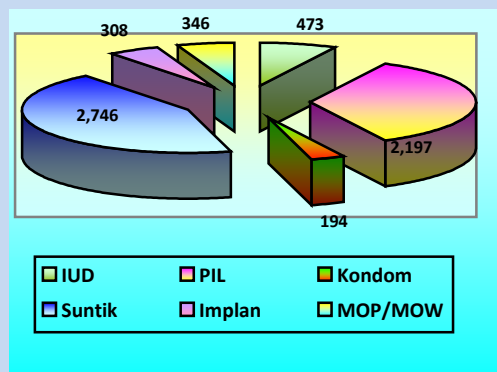 308 346 473
2,746
2,197
194
IUD PIL Kondom
Suntik Implan MOP/MOW